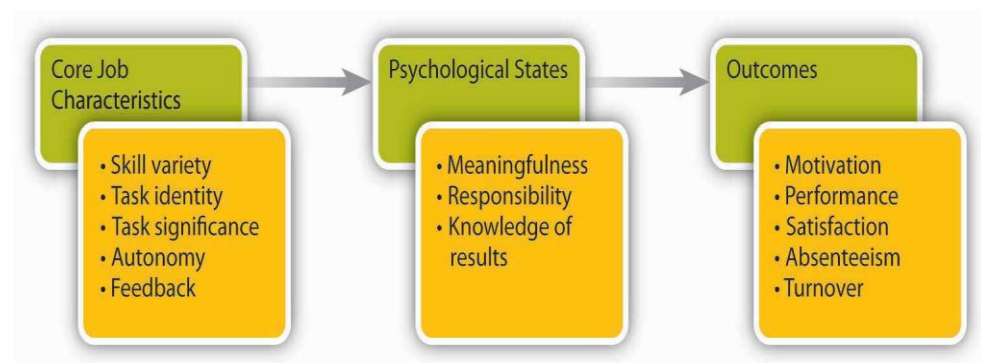 Core Job
Characteristics
• Skill variety
• Task identity
• Task significance
• Autonomy
• Feedback
Psychological States
• Meaningfulness
• Responsibility
• Knowledge of
results
Outcomes
• Motivation
• Performance
• Satisfaction
• Absenteeism
• Turnover